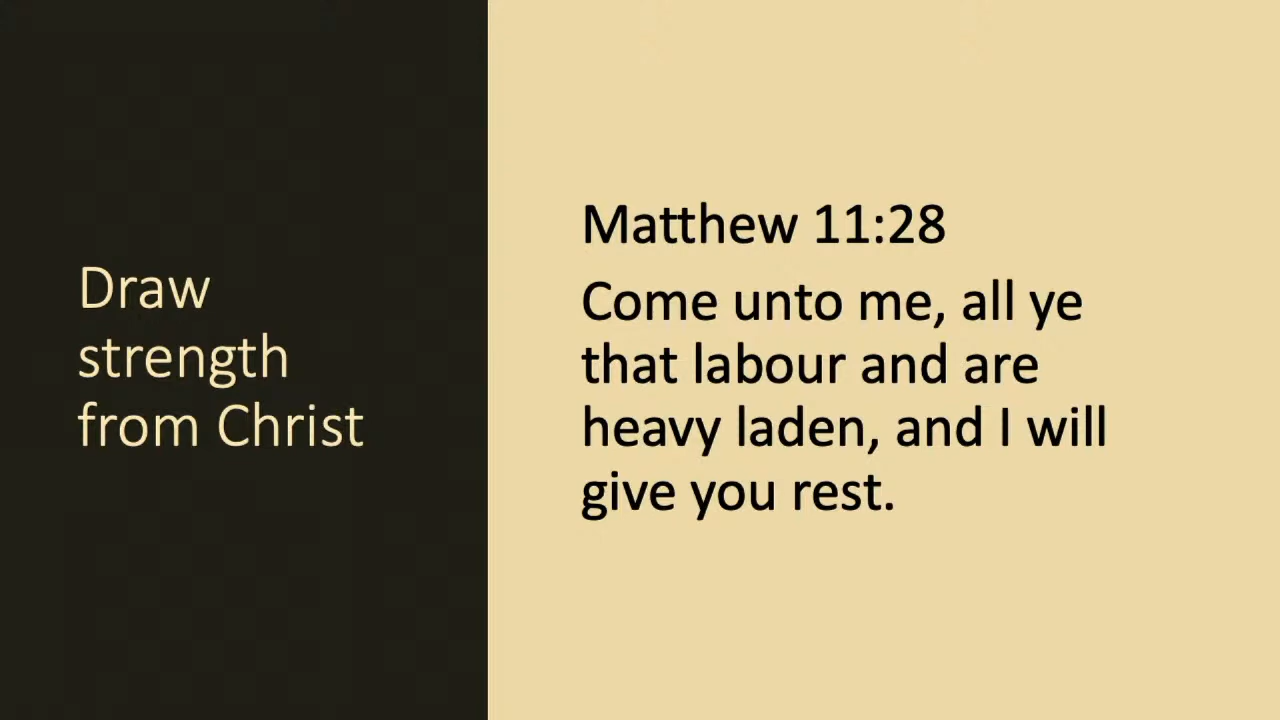 Draw
strength
from Christ
Matthew 11:28
Come unto me, all ye
that labour and are
heavy laden, and I will
give you rest.